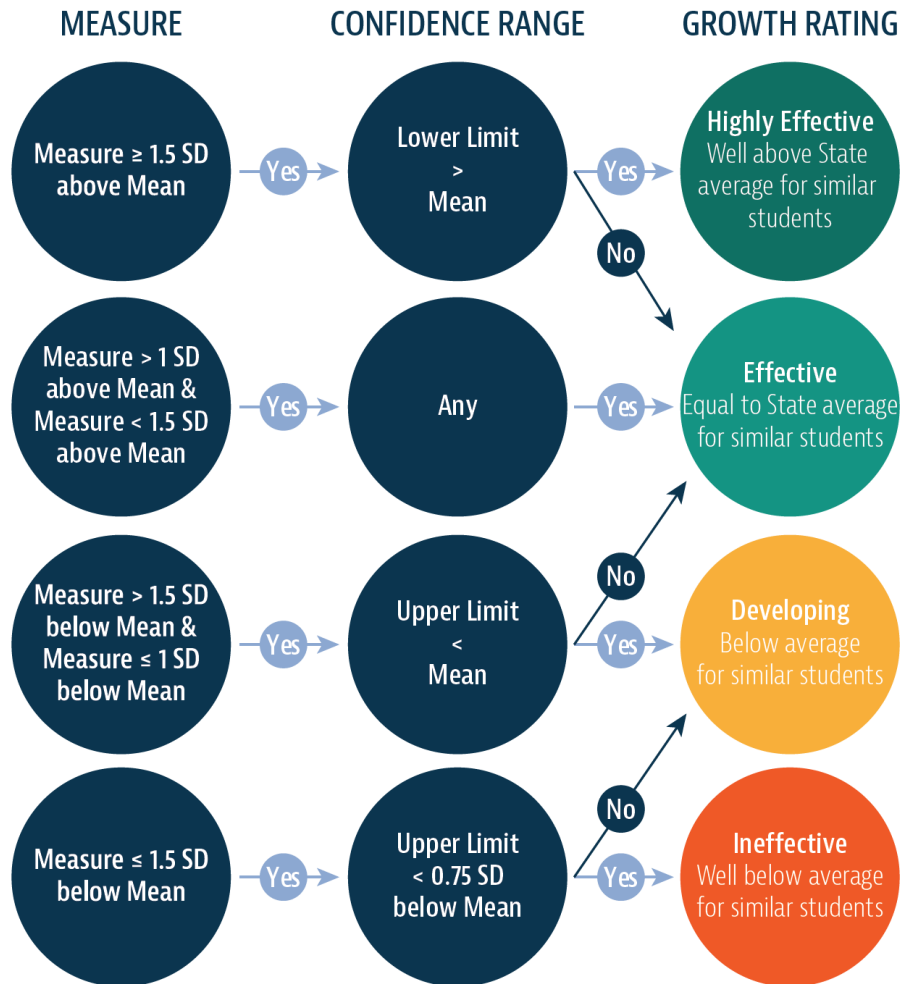 MEASURE
CONFIDENCE RANGE
GROWTH RATING
Measure ≥ 1.5 SD
above Mean
Yes
Lower Limit
>
Mean
Yes
No
Highly Effective
Well above State
average for similar
students
Measure > 1 SD
above Mean &
Measure < 1.5 SD
above Mean
Yes
Any
Yes
Effective
Equal to State average
for similar students
Measure > 1.5 SD
below Mean &
Measure ≤ 1 SD
below Mean
Yes
Upper Limit
<
Mean
No
Yes
Developing
Below average
for similar students
Measure ≤ 1.5 SD
below Mean
Yes
Upper Limit
< 0.75 SD
below Mean
No
Yes
Ineffective
Well below average
for similar students